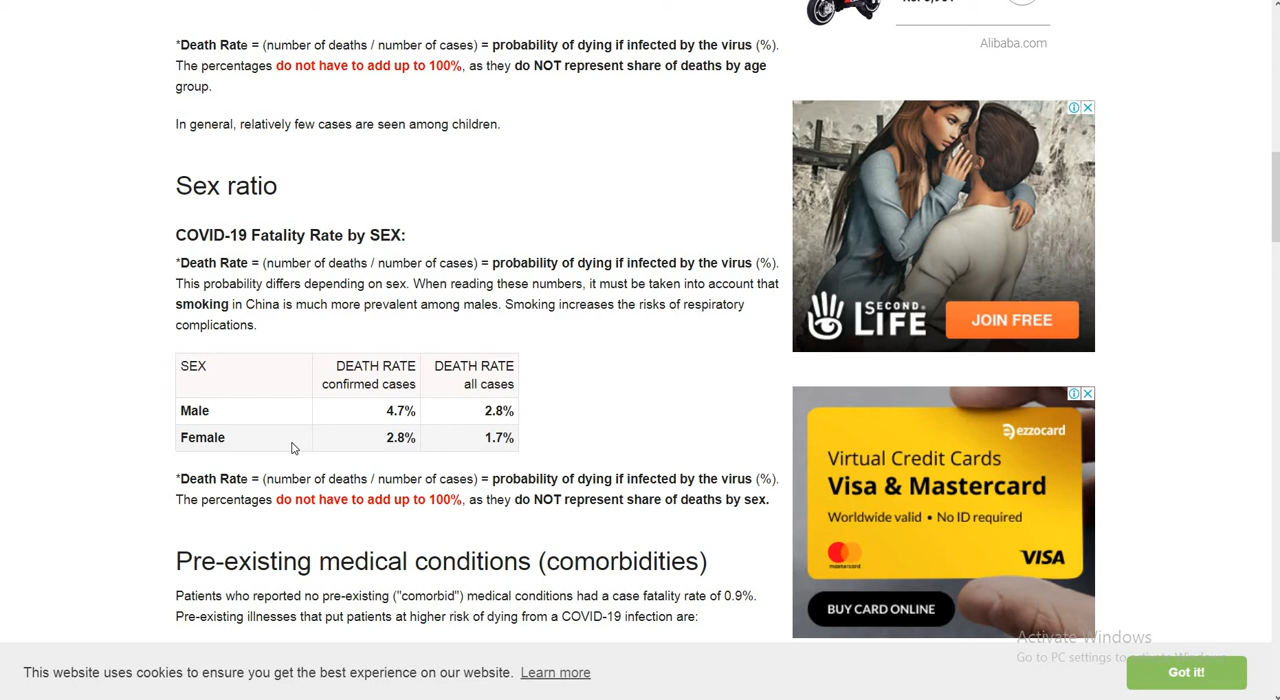 *Death Rate = (number of deaths / number of cases) = probability of dying if infected by the virus (%).
The percentages do not have to add up to 100%, as they do NOT represent share of deaths by age
group.
In general, relatively few cases are seen among children.
Sex ratio
COVID-19 Fatality Rate by SEX:
*Death Rate = (number of deaths / number of cases) = probability of dying if infected by the virus (%).
This probability differs depending on sex. When reading these numbers, it must be taken into account that
smoking in China is much more prevalent among males. Smoking increases the risks of respiratory
complications.
SEX DEATH RATE confirmed cases DEATH RATE all cases
Male 4.7% 2.8%
Female 2.8% 1.7%
*Death Rate = (number of deaths / number of cases) = probability of dying if infected by the virus (%).
The percentages do not have to add up to 100%, as they do NOT represent share of deaths by sex.
Pre-existing medical conditions (comorbidities)
Patients who reported no pre-existing ("comorbid") medical conditions had a case fatality rate of 0.9%.
Pre-existing illnesses that put patients at higher risk of dying from a COVID-19 infection are:
Alibaba.com
SECOND
LIFE
JOIN FREE
ezzocard
Virtual Credit Cards
Visa & Mastercard
Worldwide valid • No ID required
mastercard
VISA
BUY CARD ONLINE
Activate Windows
Go to PC settings to activate Windows.
This website uses cookies to ensure you get the best experience on our website. Learn more
Got it!